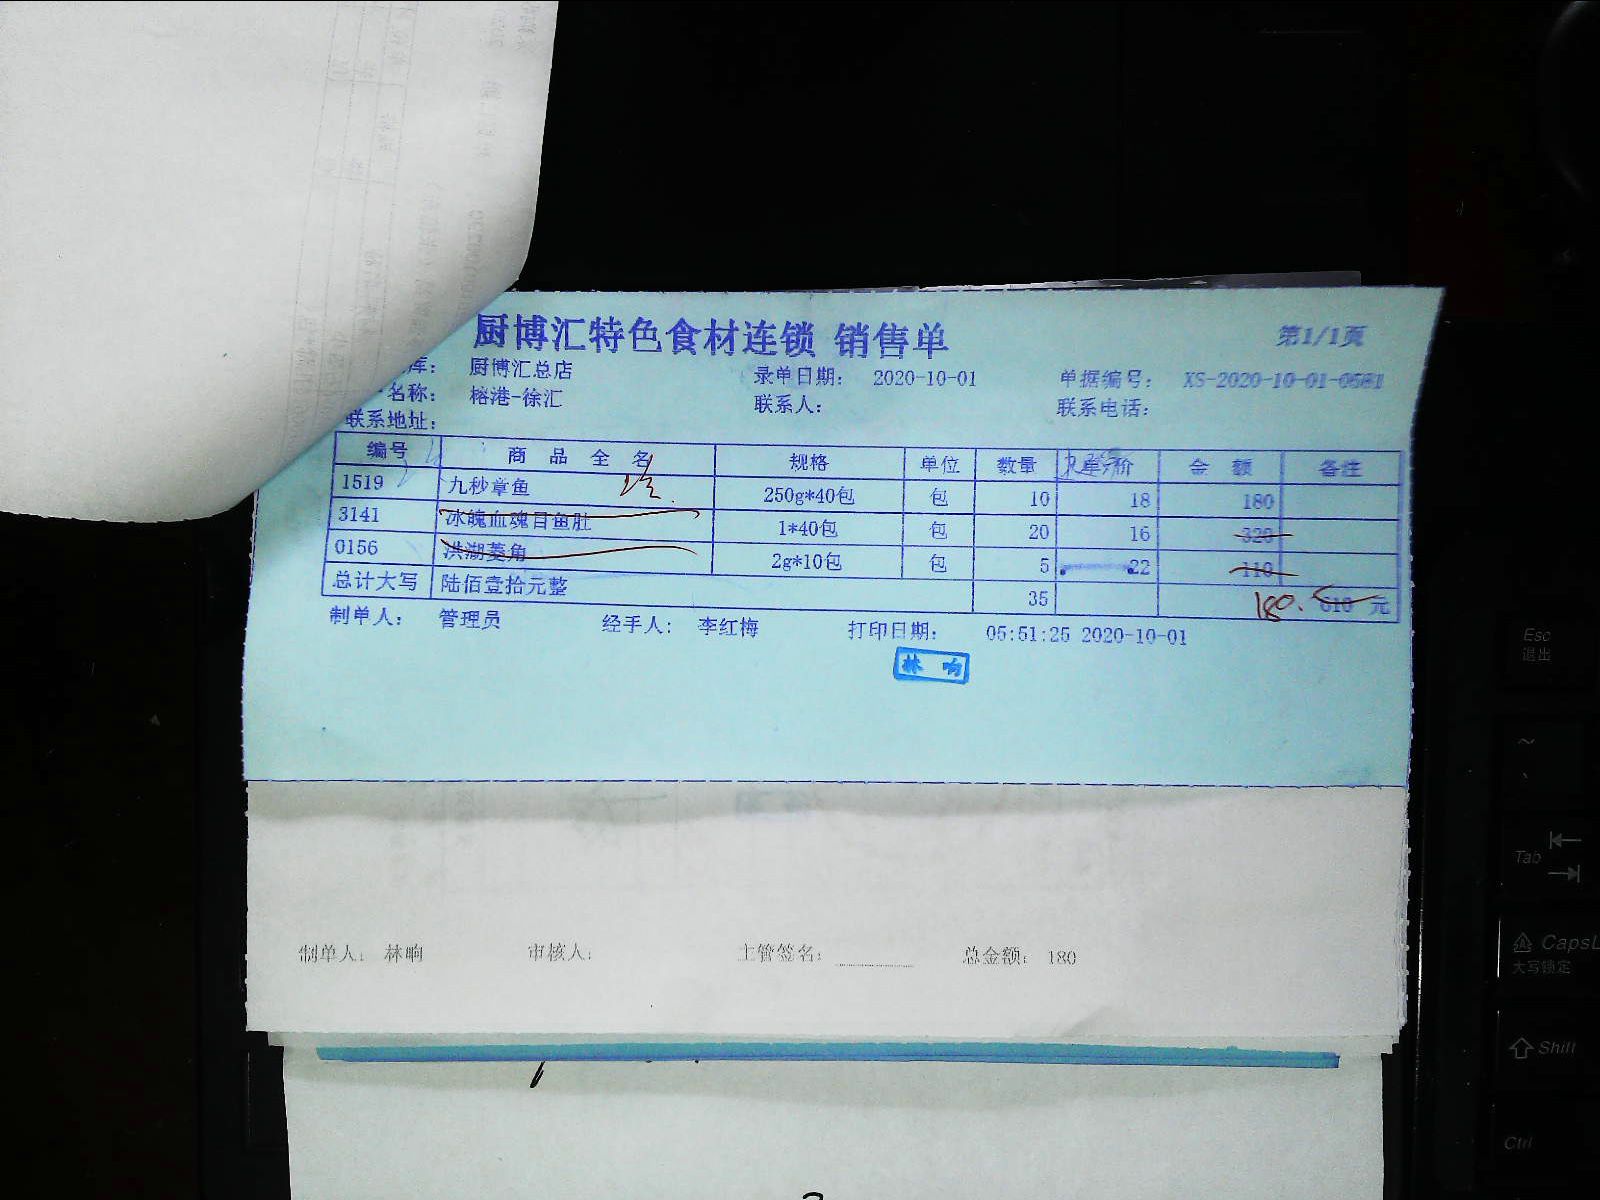 厨博汇特色食材连锁 销售单 第1/1页
库： 厨博汇总店 录单日期： 2020-10-01 单据编号： XS-2020-10-01-0581
名称： 榕港-徐汇 联系人： 联系电话：
联系地址：
编号 商品全名 规格 单位 数量 单价 金额 备注
1519 九秒章鱼 250g*40包 包 10 18 180
3141 冰魄血魂目鱼肚 1*40包 包 20 16 320
0156 洪湖菱角 2g*10包 包 5 22 110
总计大写 陆佰壹拾元整 35 180. 610 元
制单人： 管理员 经手人： 李红梅 打印日期： 05:51:25 2020-10-01
林 响
制单人： 林响 审核人： 主管签名： 总金额： 180
Esc
退出
~
Tab
CapsL
大写锁定
Shift
Ctrl